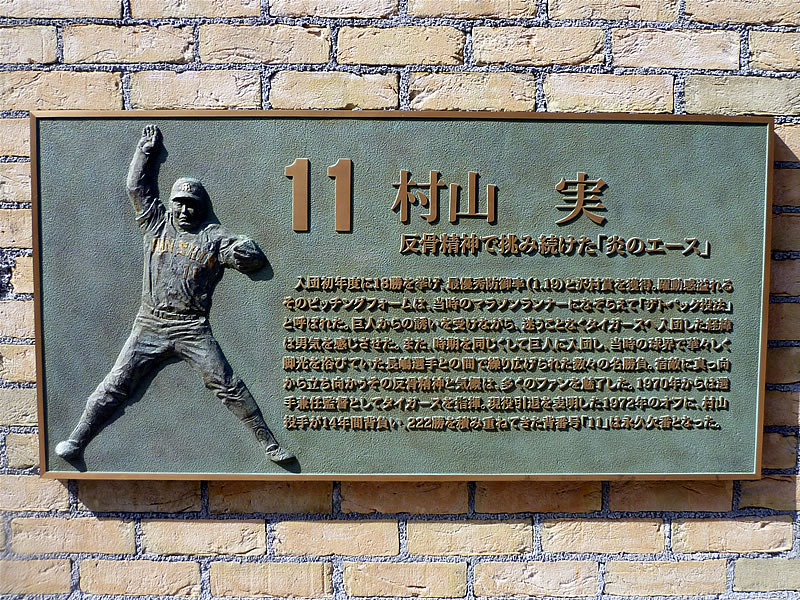 11 村山 実
反骨精神で挑み続けた「炎のエース」
入団初年度に18勝を挙げ、最優秀防御率（1.19）と沢村賞を獲得。躍動感溢れる
そのピッチングフォームは、当時のマラソンランナーになぞらえて「ザトペック投法」
と呼ばれた。巨人からの誘いを受けながら、迷うことなくタイガースへ入団した経緯
は男気を感じさせた。また、時期を同じくして巨人に入団し、当時の球界で華々しく
脚光を浴びていた長嶋選手との間で繰り広げられた数々の名勝負。宿敵に真っ向
から立ち向かうその反骨精神と気概は、多くのファンを魅了した。1970年からは選
手兼任監督としてタイガースを指揮。現役引退を表明した1972年のオフに、村山
投手が14年間背負い、222勝を積み重ねてきた背番号「11」は永久欠番となった。